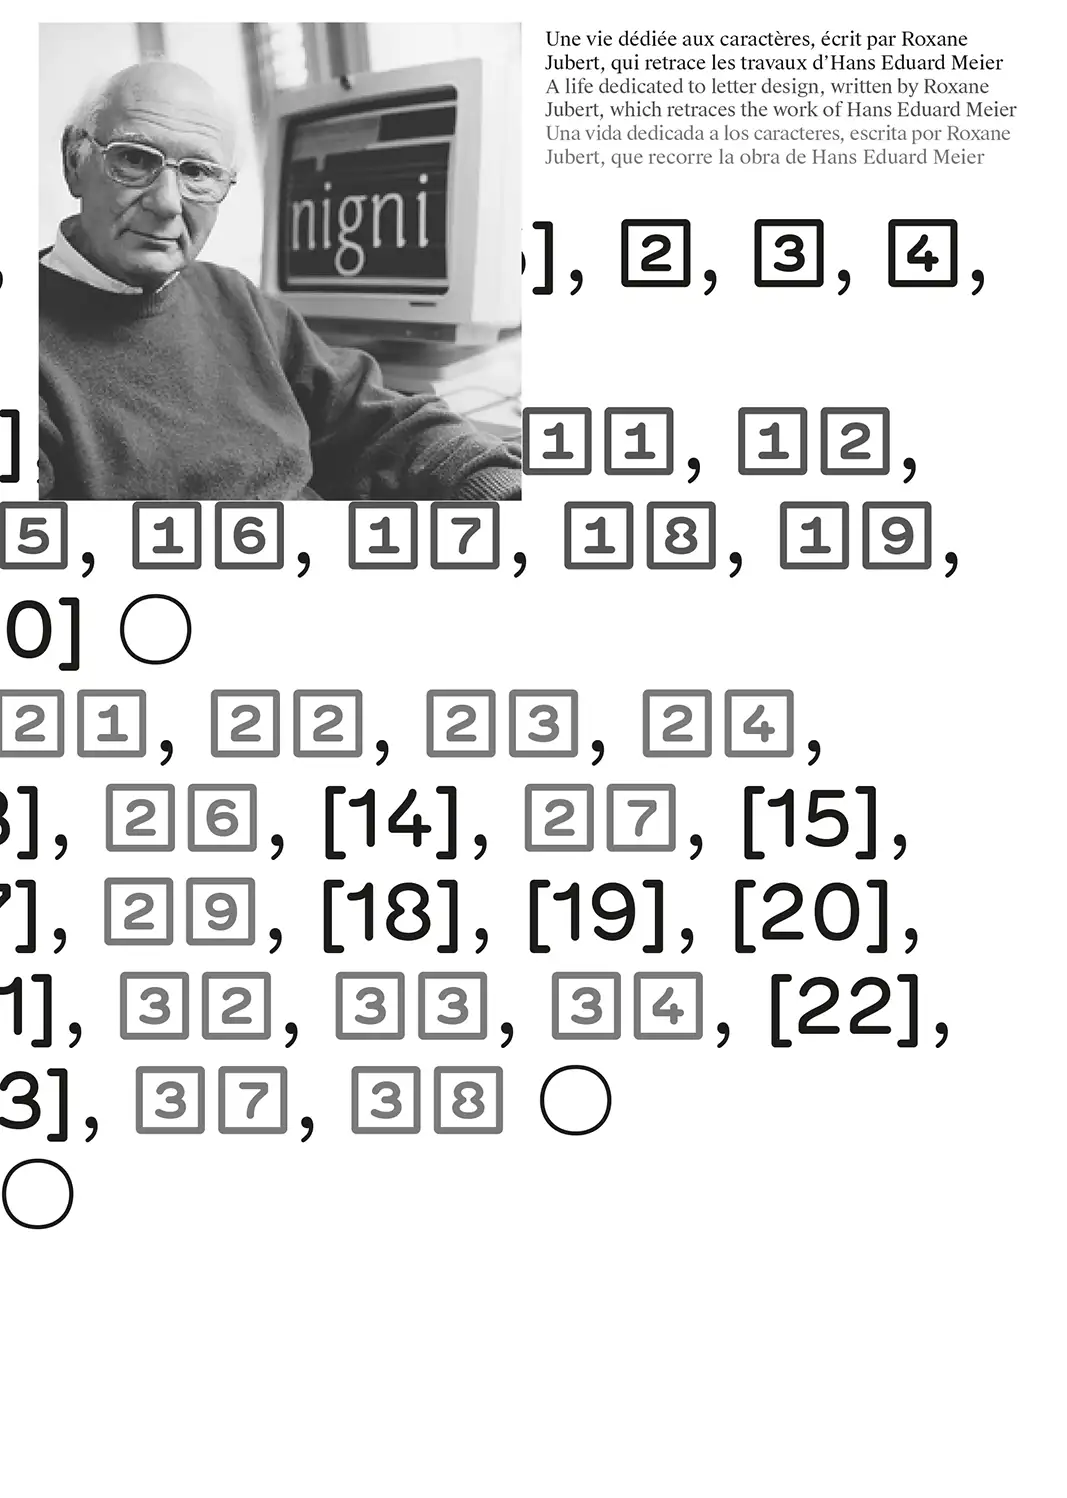 Une vie dédiée aux caractères, écrit par Roxane
Jubert, qui retrace les travaux d’Hans Eduard Meier
A life dedicated to letter design, written by Roxane
Jubert, which retraces the work of Hans Eduard Meier
Una vida dedicada a los caracteres, escrita por Roxane
Jubert, que recorre la obra de Hans Eduard Meier
nigni
, ], 2, 3, 4,
] 11, 12,
5, 16, 17, 18, 19,
0] ○
21, 22, 23, 24,
3], 26, [14], 27, [15],
7], 29, [18], [19], [20],
1], 32, 33, 34, [22],
3], 37, 38 ○
○